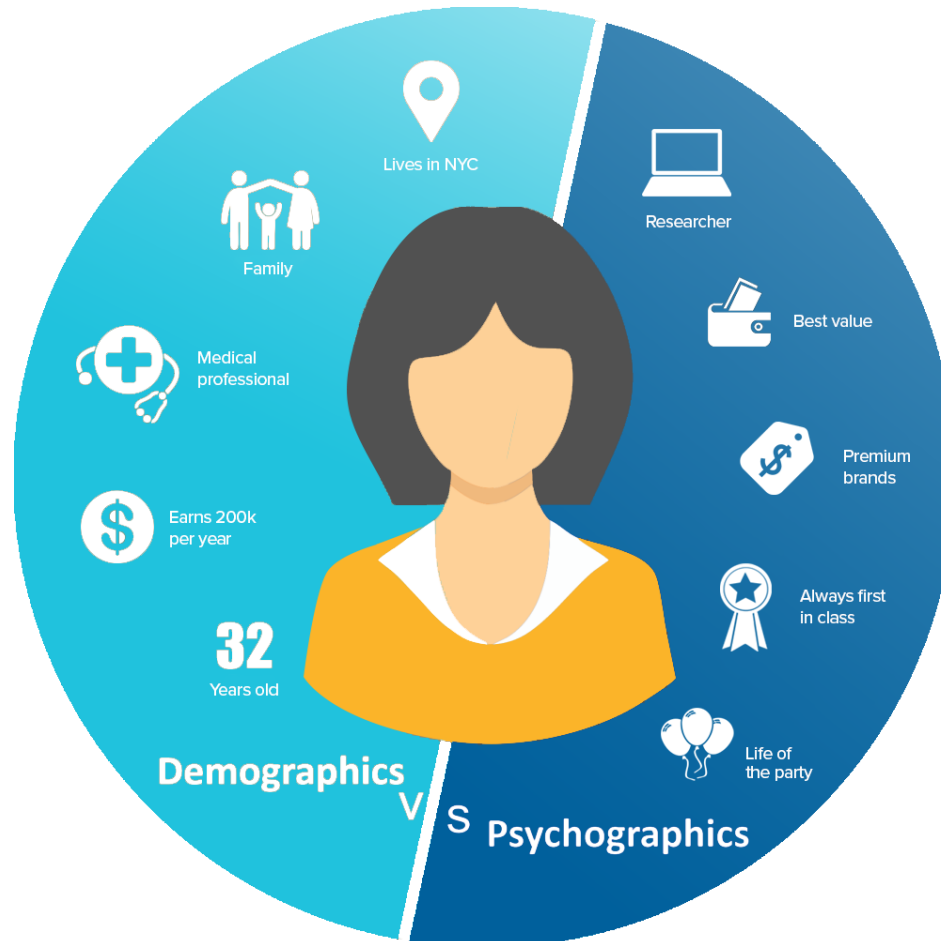 Lives in NYC
Family
Medical
professional
Earns 200k
per year
32
Years old
Demographics
V S
Psychographics
Researcher
Best value
Premium
brands
Always first
in class
Life of
the party